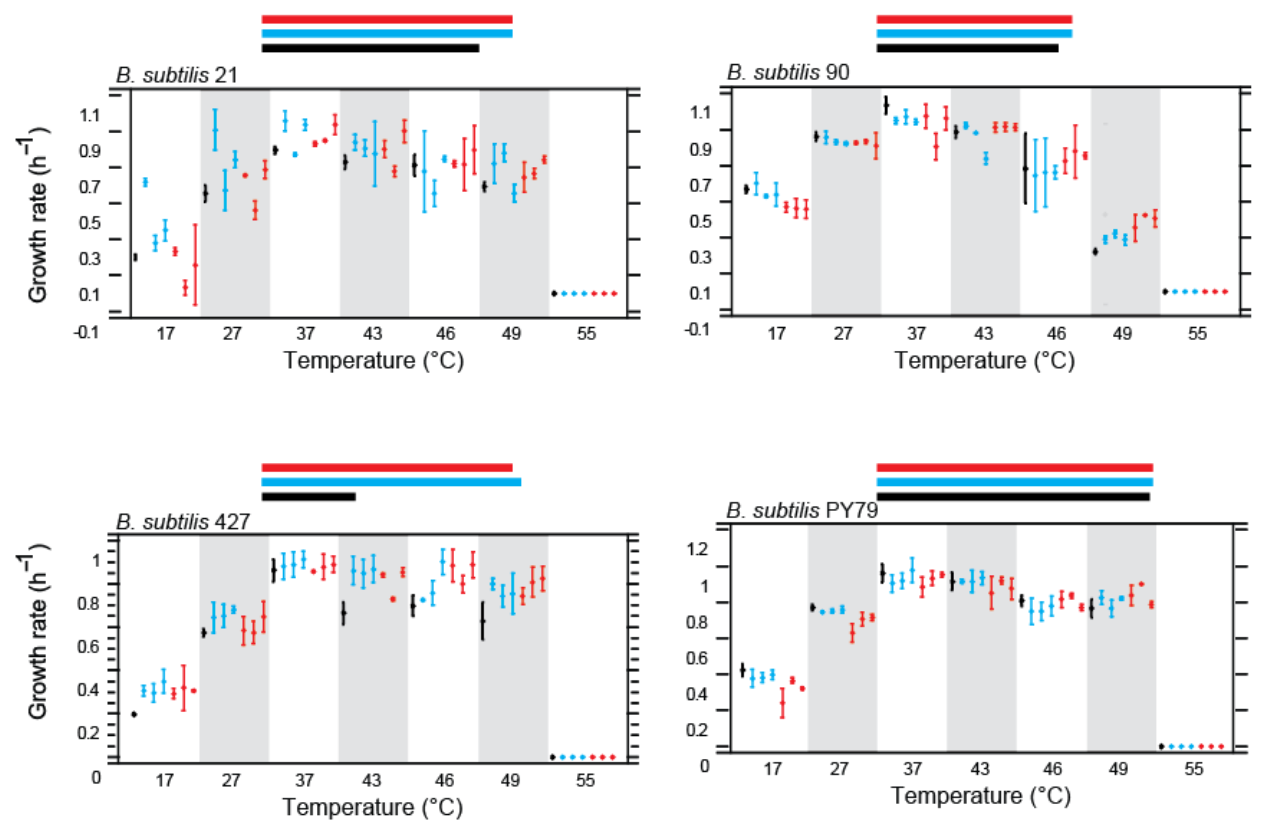 B. subtilis 21
Growth rate (h⁻¹)
1.1
0.9
0.7
0.5
0.3
0.1
-0.1
17 27 37 43 46 49 55
Temperature (°C)
B. subtilis 90
1.1
0.9
0.7
0.5
0.3
0.1
-0.1
17 27 37 43 46 49 55
Temperature (°C)
B. subtilis 427
Growth rate (h⁻¹)
1
0.8
0.6
0.4
0.2
0
17 27 37 43 46 49 55
Temperature (°C)
B. subtilis PY79
12
1
0.8
0.6
0.4
0.2
0
17 27 37 43 46 49 55
Temperature (°C)